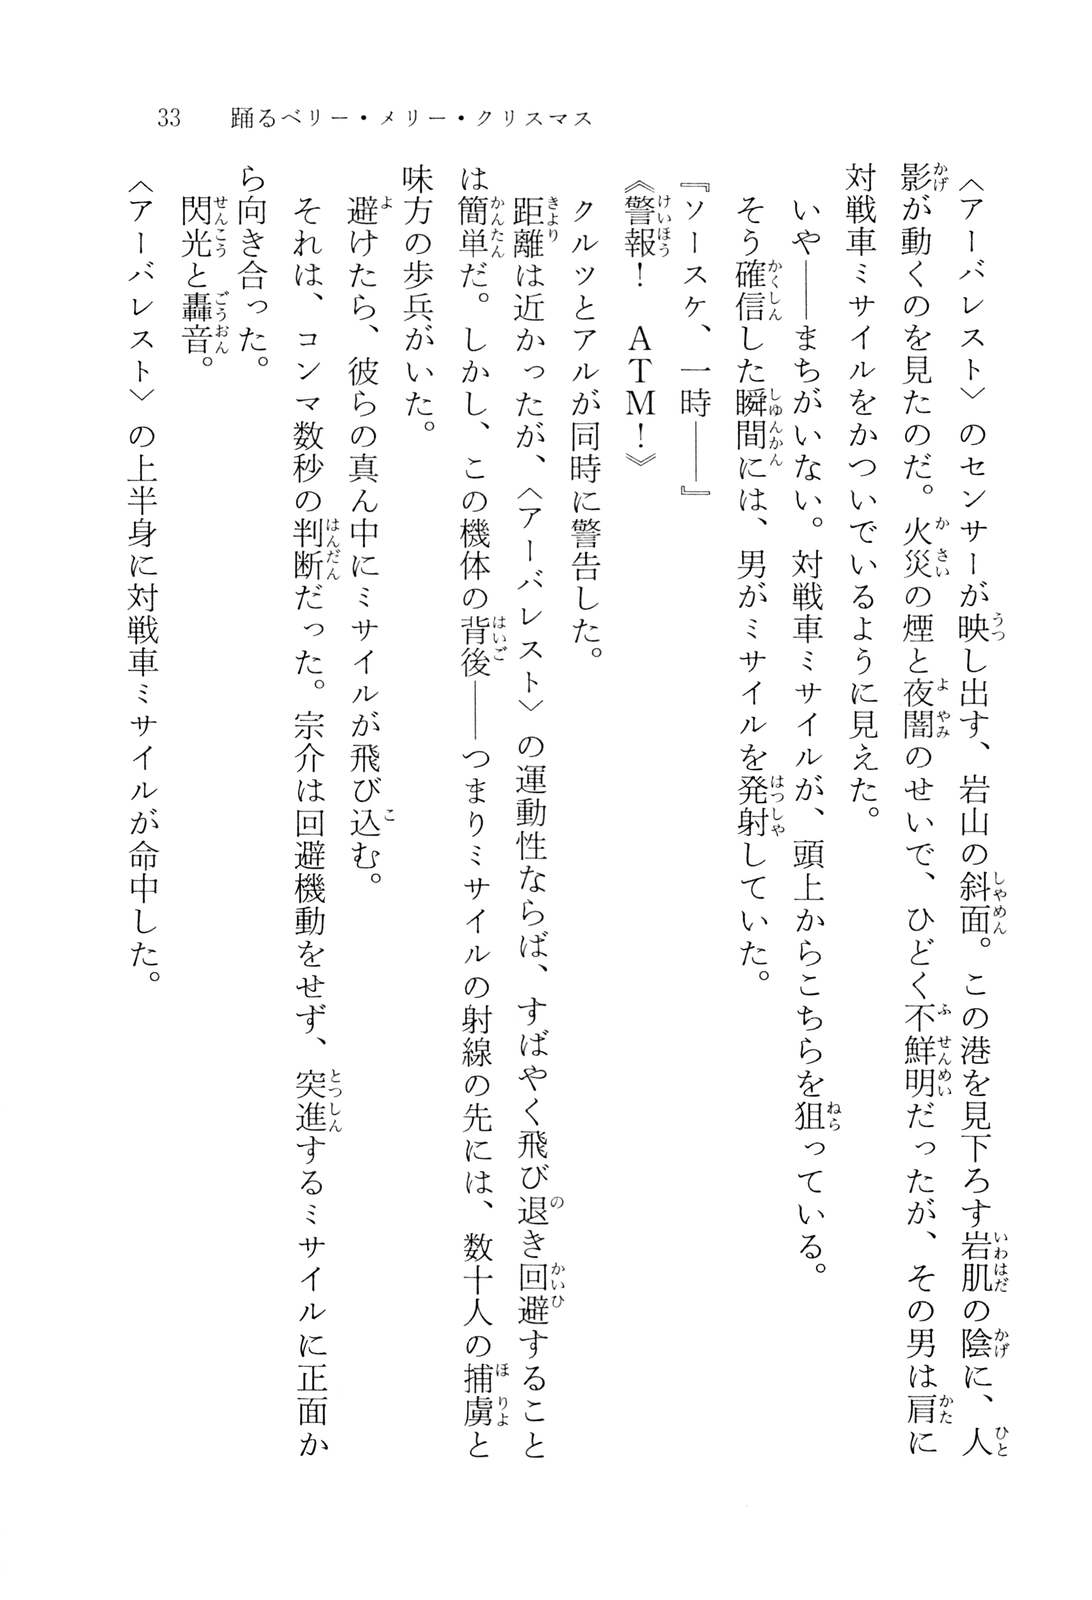 33 踊るベリー・メリー・クリスマス
〈アーバレスト〉のセンサーが映し出す、岩山の斜面。この港を見下ろす岩肌の陰に、人
影が動くのを見たのだ。火災の煙と夜闇のせいで、ひどく不鮮明だったが、その男は肩に
対戦車ミサイルをかついでいるように見えた。
いや――まちがいない。対戦車ミサイルが、頭上からこちらを狙っている。
そう確信した瞬間には、男がミサイルを発射していた。
『ソースケ、一時――』
《警報！　ＡＴＭ！》
クルツとアルが同時に警告した。
距離は近かったが、〈アーバレスト〉の運動性ならば、すばやく飛び退き回避すること
は簡単だ。しかし、この機体の背後――つまりミサイルの射線の先には、数十人の捕虜と
味方の歩兵がいた。
避けたら、彼らの真ん中にミサイルが飛び込む。
それは、コンマ数秒の判断だった。宗介は回避機動をせず、突進するミサイルに正面か
ら向き合った。
閃光と轟音。
〈アーバレスト〉の上半身に対戦車ミサイルが命中した。